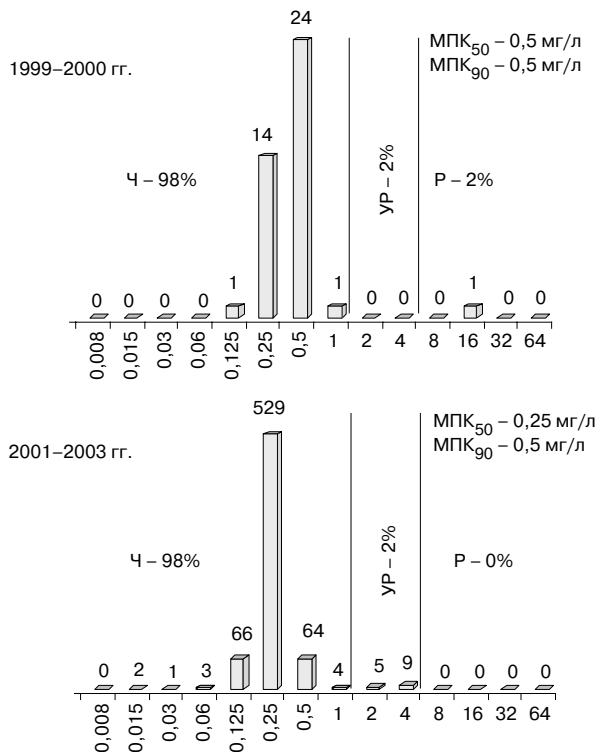 24
МПК50 – 0,5 мг/л
1999–2000 гг.
МПК90 – 0,5 мг/л
14
Ч – 98%
УР – 2%
Р – 2%
0 0 0 0 1 1 0 0 0 1 0 0
0,008 0,015 0,03 0,06 0,125 0,25 0,5 1 2 4 8 16 32 64
529
МПК50 – 0,25 мг/л
2001–2003 гг.
МПК90 – 0,5 мг/л
Ч – 98%
УР – 2%
Р – 0%
0 2 1 3 66 64 4 5 9 0 0 0 0
0,008 0,015 0,03 0,06 0,125 0,25 0,5 1 2 4 8 16 32 64